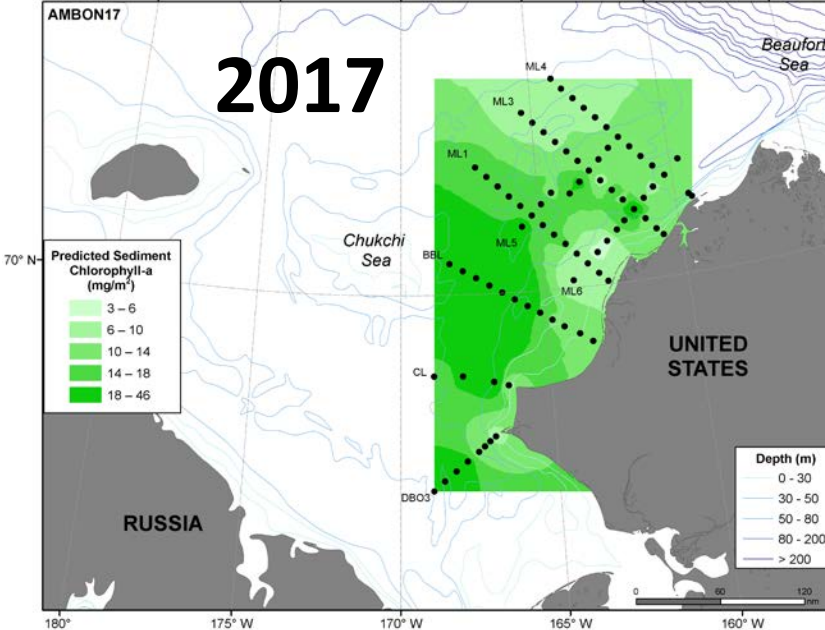 AMBON17
2017
Beaufort
Sea
ML4
ML3
ML1
Chukchi
Sea
BBL
ML5
ML6
70° N
Predicted Sediment
Chlorophyll-a
(mg/m²)
3 – 6
6 – 10
10 – 14
14 – 18
18 – 46
UNITED
STATES
CL
DBO3
RUSSIA
Depth (m)
0 - 30
30 - 50
50 - 80
80 - 200
> 200
0 60 120
nm
180° 175° W 170° W 165° W 160° W